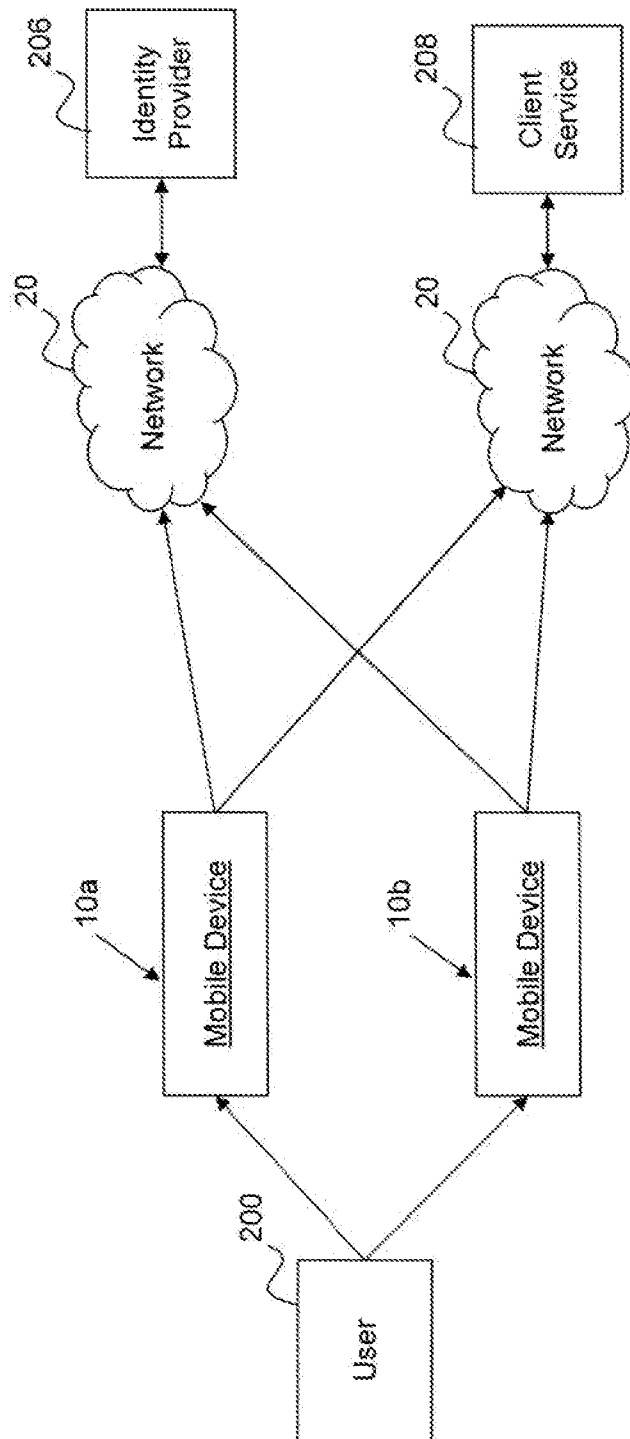 200
User
10a
Mobile Device
10b
Mobile Device
20
Network
20
Network
206
Identity
Provider
208
Client
Service